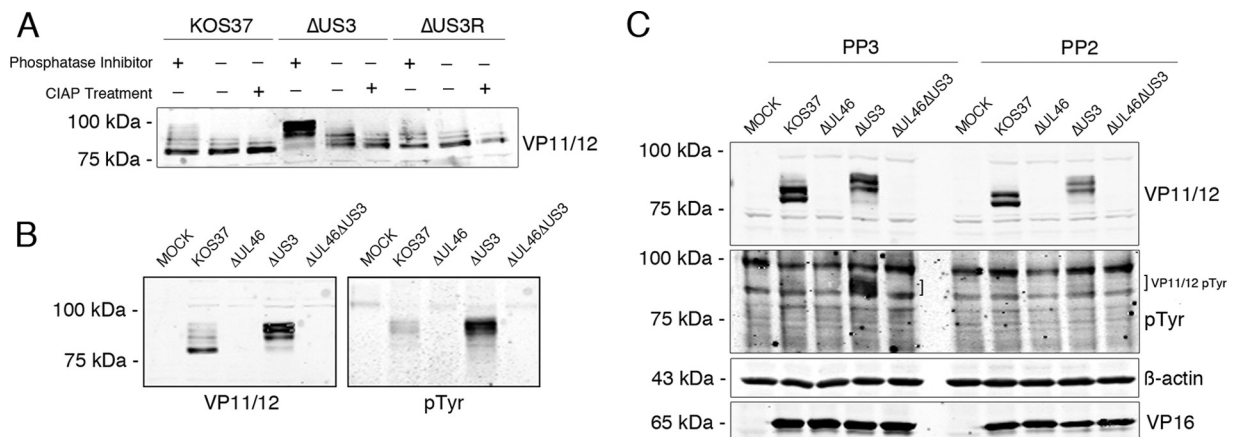 A
KOS37 ΔUS3 ΔUS3R
Phosphatase Inhibitor + – – + – – + – –
CIAP Treatment – – + – – + – – +
100 kDa -
75 kDa -
VP11/12
B
MOCK KOS37 ΔUL46 ΔUS3 ΔUL46ΔUS3 MOCK KOS37 ΔUL46 ΔUS3 ΔUL46ΔUS3
100 kDa -
75 kDa -
VP11/12 pTyr
C
PP3 PP2
MOCK KOS37 ΔUL46 ΔUS3 ΔUL46ΔUS3 MOCK KOS37 ΔUL46 ΔUS3 ΔUL46ΔUS3
100 kDa -
VP11/12
75 kDa -
100 kDa -
VP11/12 pTyr
75 kDa - pTyr
43 kDa - ß-actin
65 kDa - VP16